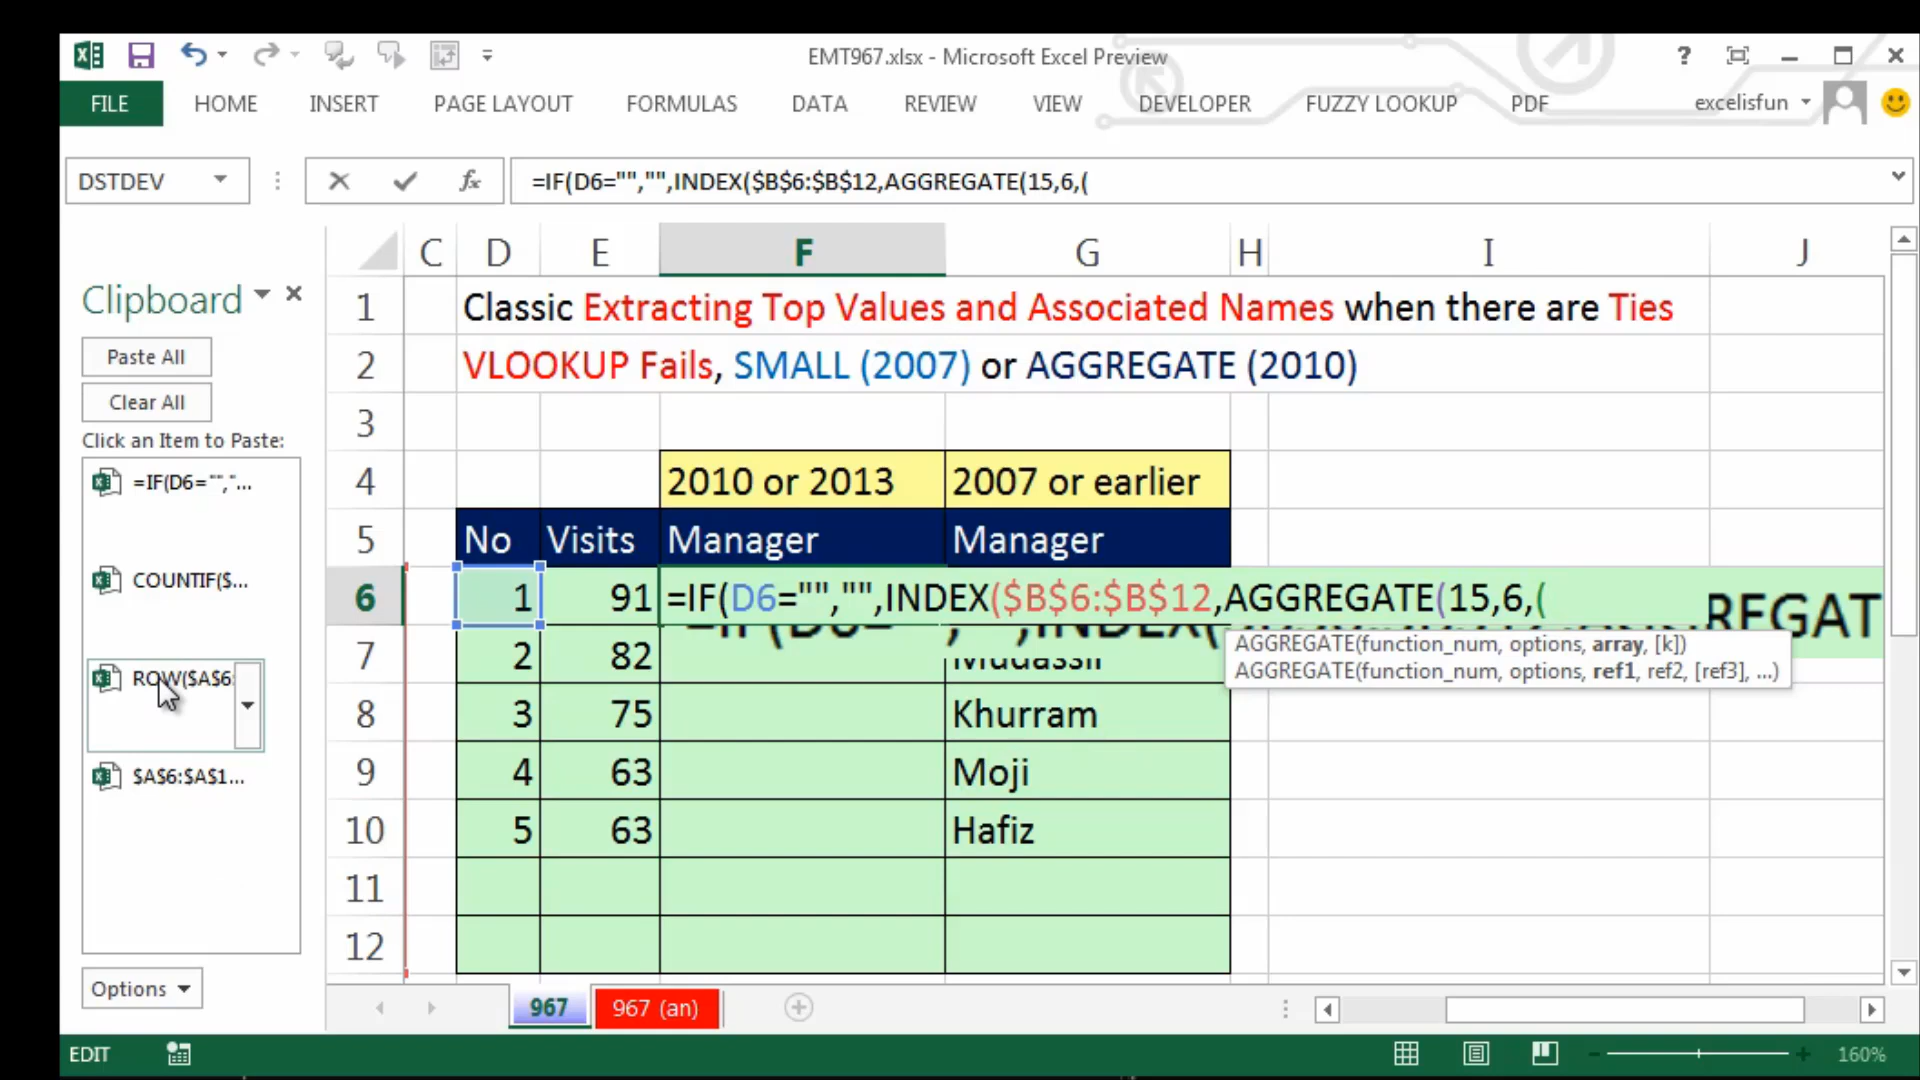 EMT967.xlsx - Microsoft Excel Preview
?
FILE HOME INSERT PAGE LAYOUT FORMULAS DATA REVIEW VIEW DEVELOPER FUZZY LOOKUP PDF excelisfun
DSTDEV fx =IF(D6="","",INDEX($B$6:$B$12,AGGREGATE(15,6,(
Clipboard
Paste All
Clear All
Click an Item to Paste:
=IF(D6="","...
COUNTIF($...
ROW($A$6:
$A$6:$A$1...
Options
C D E F G H I J
1 Classic Extracting Top Values and Associated Names when there are Ties
2 VLOOKUP Fails, SMALL (2007) or AGGREGATE (2010)
3
4 2010 or 2013 2007 or earlier
5 No Visits Manager Manager
6 1 91 =IF(D6="","",INDEX($B$6:$B$12,AGGREGATE(15,6,(
AGGREGATE(function_num, options, array, [k])
AGGREGATE(function_num, options, ref1, ref2, [ref3], ...)
7 2 82
8 3 75 Khurram
9 4 63 Moji
10 5 63 Hafiz
11
12
967 967 (an)
EDIT 160%